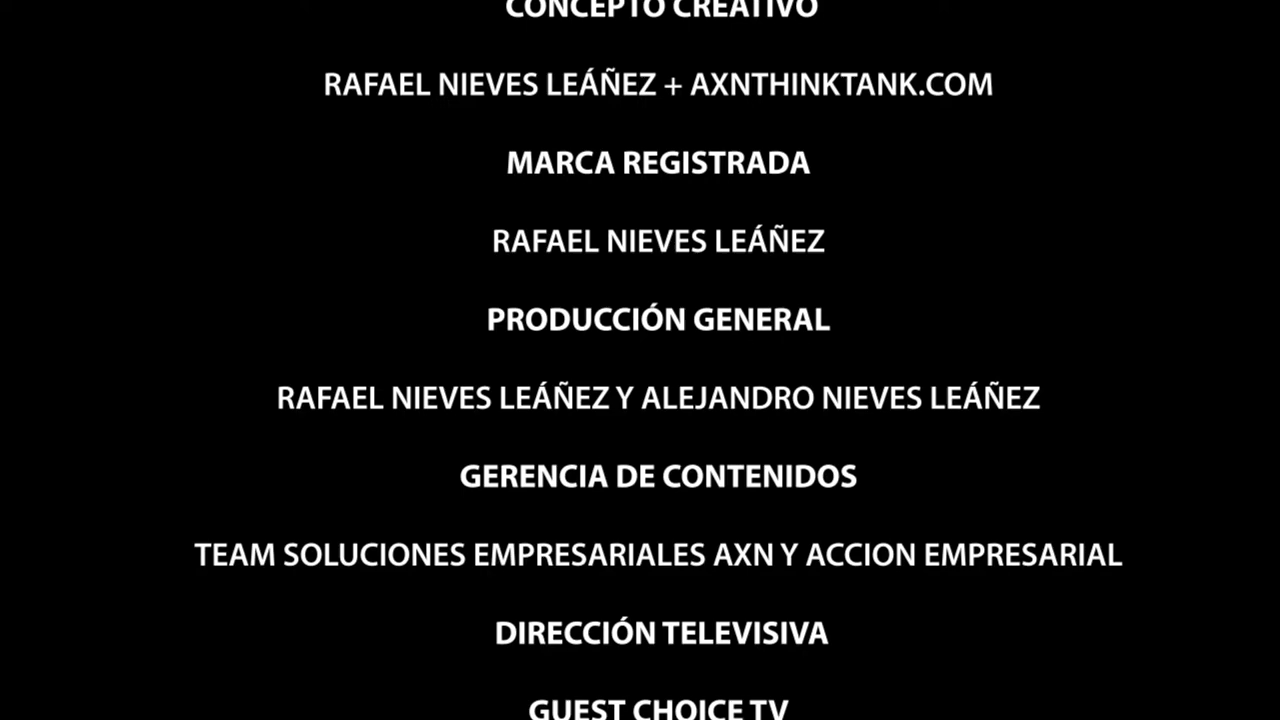 CONCEPTO CREATIVO
RAFAEL NIEVES LEÁÑEZ + AXNTHINKTANK.COM
MARCA REGISTRADA
RAFAEL NIEVES LEÁÑEZ
PRODUCCIÓN GENERAL
RAFAEL NIEVES LEÁÑEZ Y ALEJANDRO NIEVES LEÁÑEZ
GERENCIA DE CONTENIDOS
TEAM SOLUCIONES EMPRESARIALES AXN Y ACCION EMPRESARIAL
DIRECCIÓN TELEVISIVA
GUEST CHOICE TV